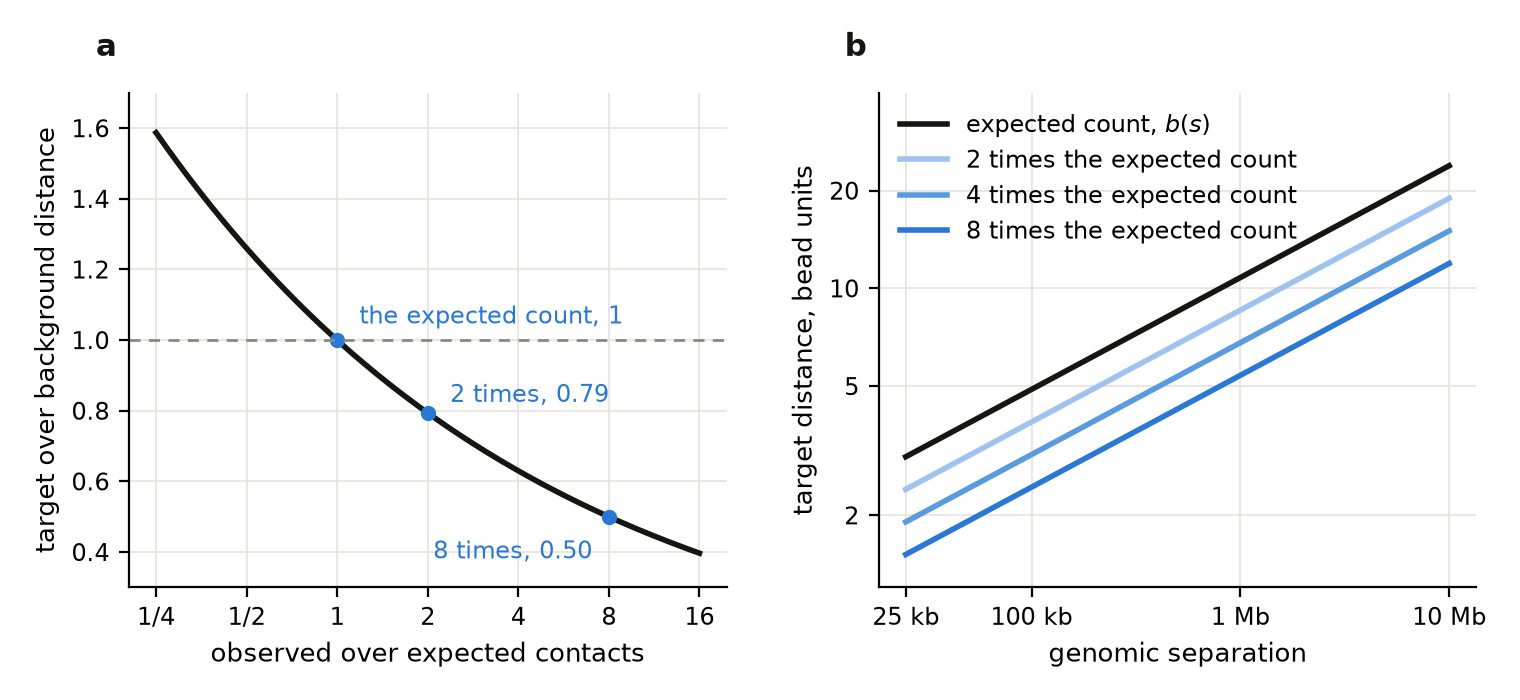 a
target over background distance
1.6
1.4
1.2
1.0
0.8
0.6
0.4
the expected count, 1
2 times, 0.79
8 times, 0.50
1/4
1/2
1
2
4
8
16
observed over expected contacts
b
target distance, bead units
20
10
5
2
expected count, b(s)
2 times the expected count
4 times the expected count
8 times the expected count
25 kb
100 kb
1 Mb
10 Mb
genomic separation